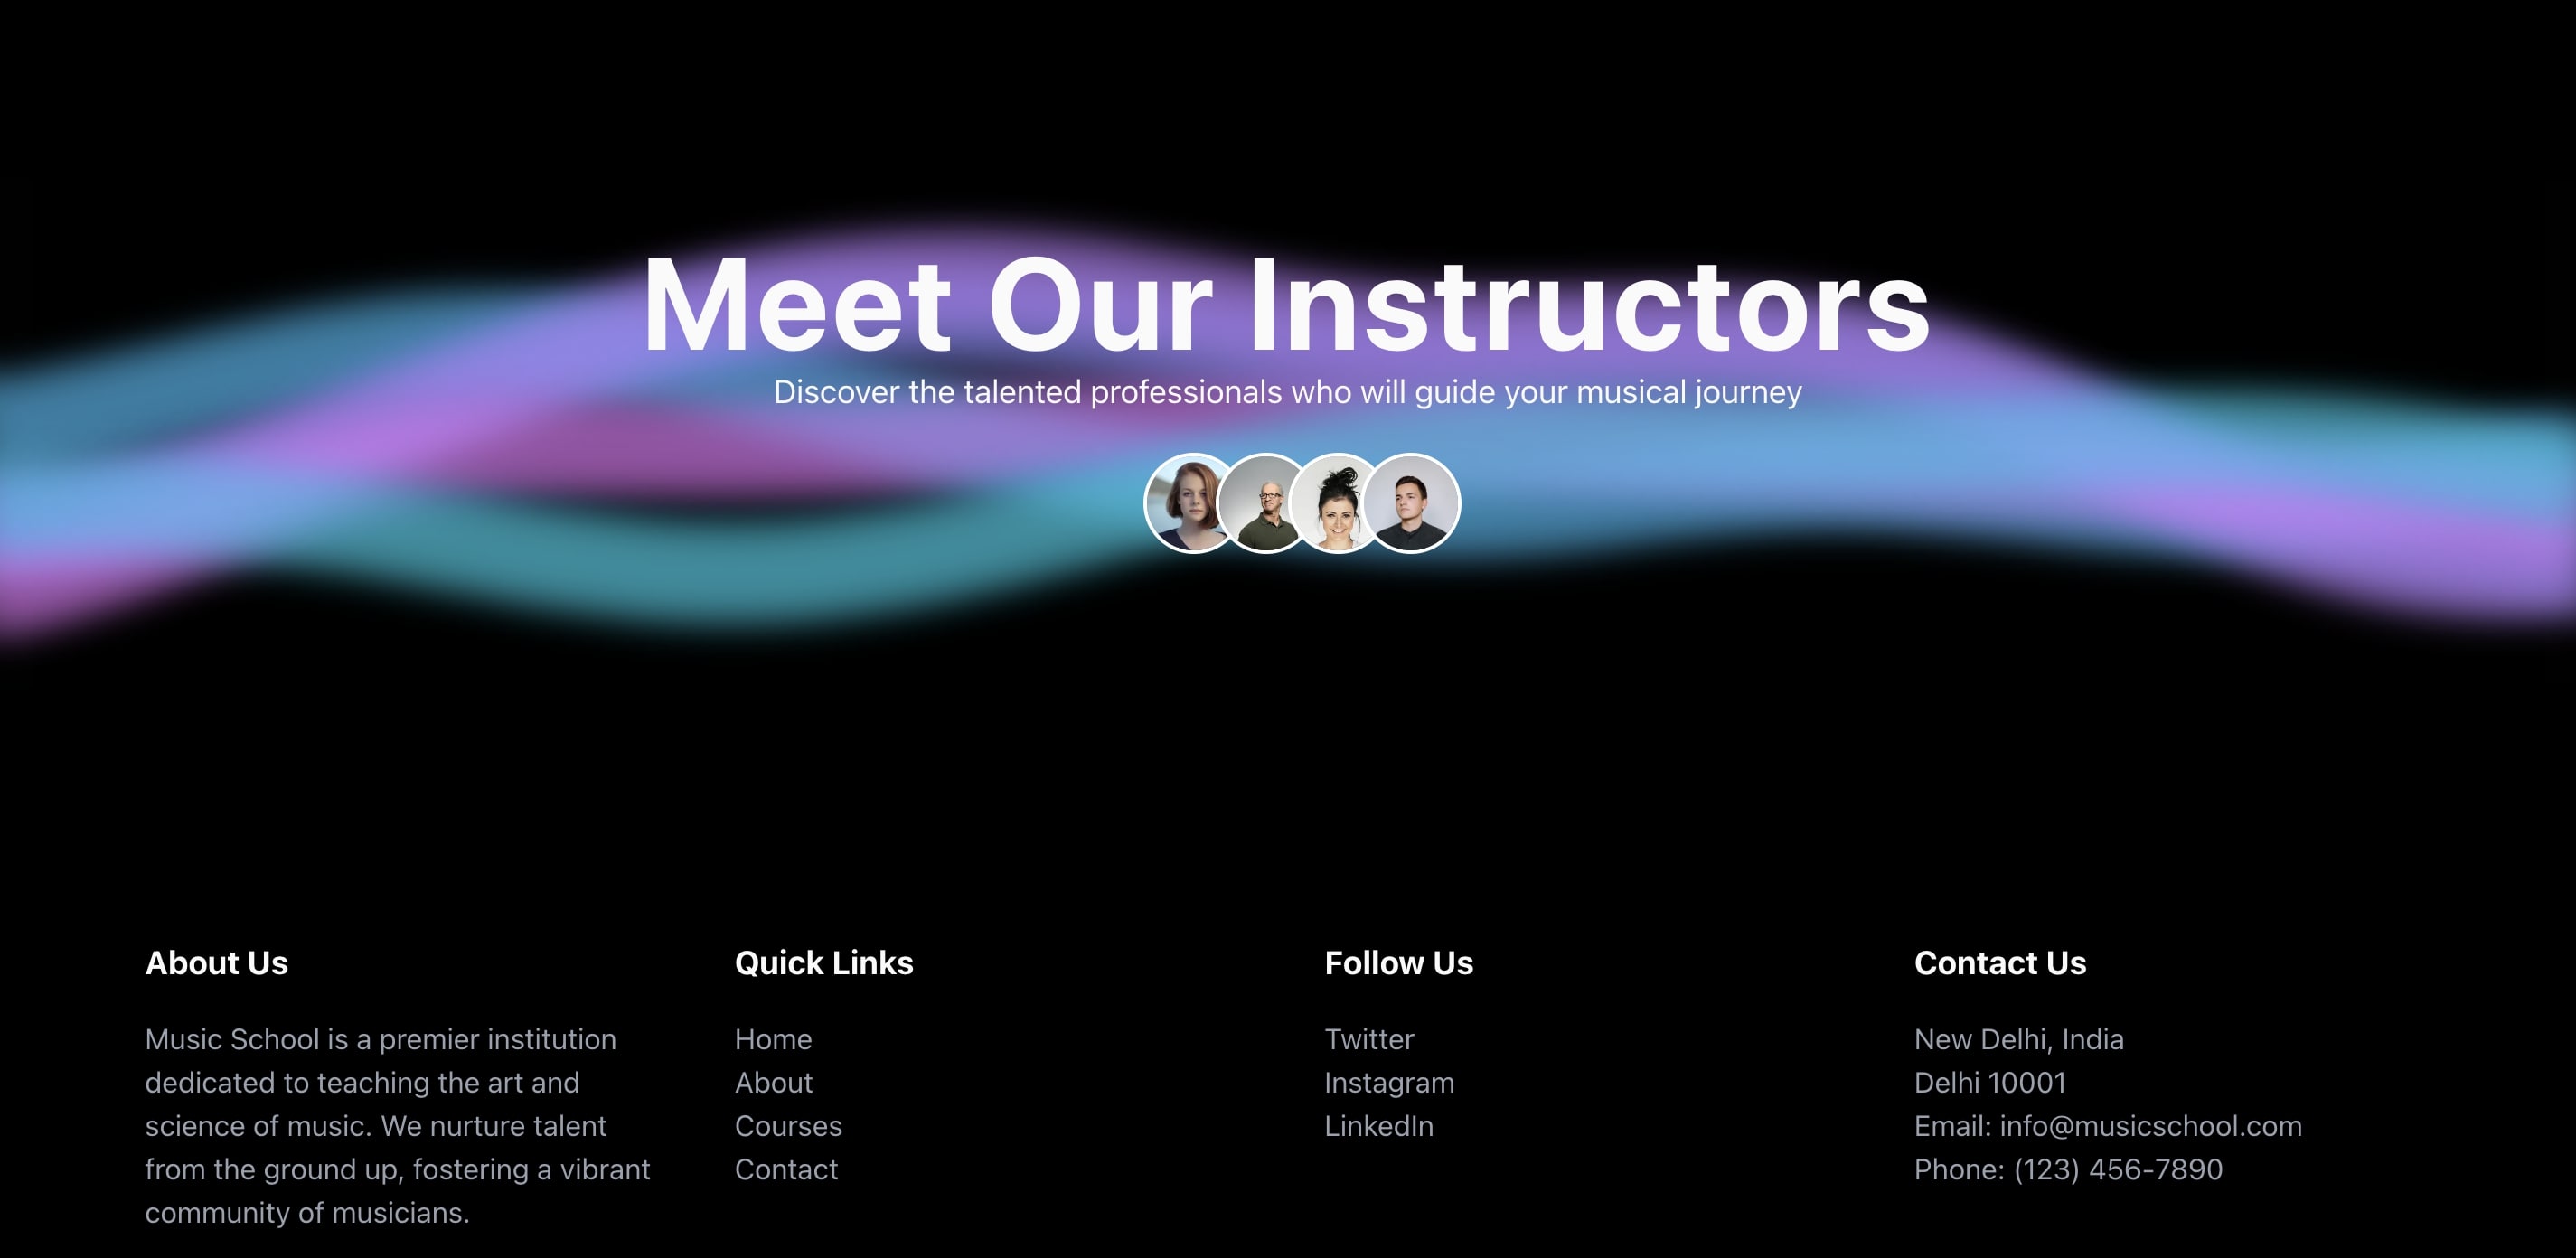 Meet Our Instructors
Discover the talented professionals who will guide your musical journey
About Us
Music School is a premier institution
dedicated to teaching the art and
science of music. We nurture talent
from the ground up, fostering a vibrant
community of musicians.
Quick Links
Home
About
Courses
Contact
Follow Us
Twitter
Instagram
LinkedIn
Contact Us
New Delhi, India
Delhi 10001
Email: info@musicschool.com
Phone: (123) 456-7890